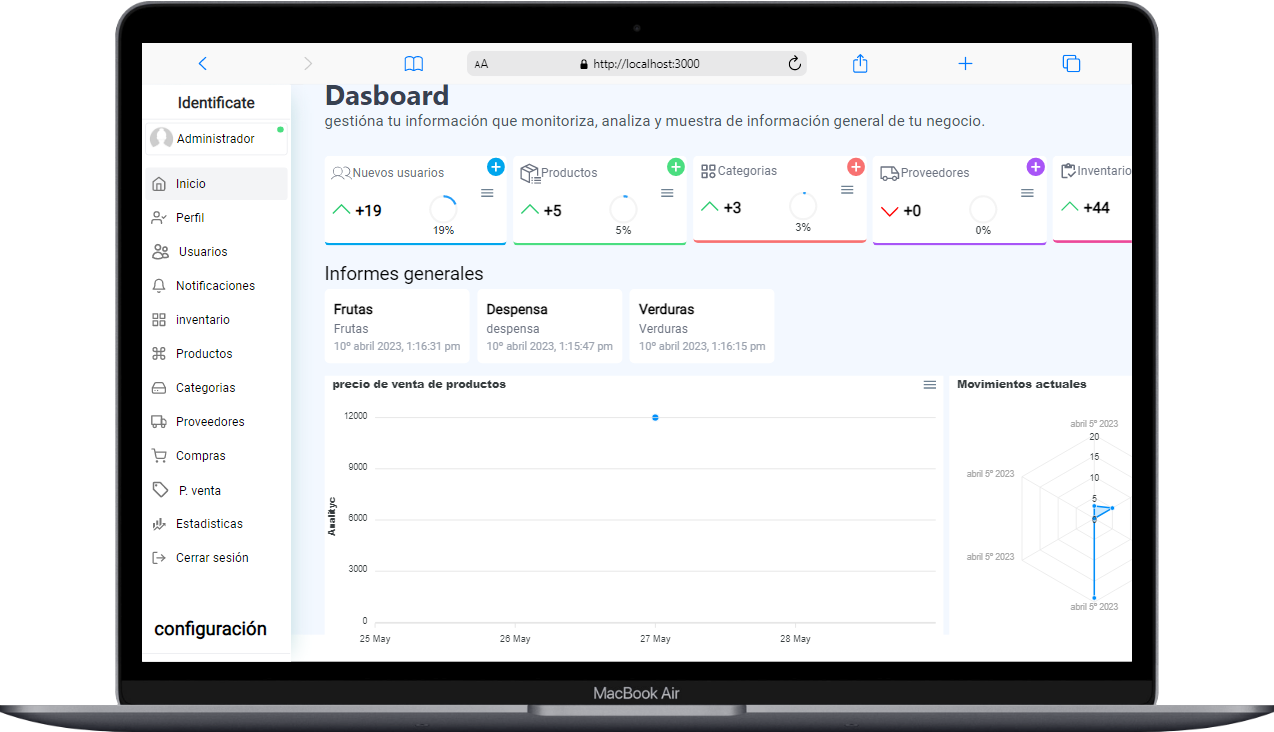 AA
http://localhost:3000
Identificate
Administrador
Inicio
Perfil
Usuarios
Notificaciones
inventario
Productos
Categorias
Proveedores
Compras
P. venta
Estadisticas
Cerrar sesión
configuración
Dasboard
gestióna tu información que monitoriza, analiza y muestra de información general de tu negocio.
Nuevos usuarios
+19
19%
Productos
+5
5%
Categorias
+3
3%
Proveedores
+0
0%
Inventario
+44
Informes generales
Frutas
Frutas
10º abril 2023, 1:16:31 pm
Despensa
despensa
10º abril 2023, 1:15:47 pm
Verduras
Verduras
10º abril 2023, 1:16:15 pm
precio de venta de productos
Analityc
12000
9000
6000
3000
0
25 May
26 May
27 May
28 May
Movimientos actuales
abril 5º 2023
20
15
10
5
0
abril 5º 2023
abril 5º 2023
abril 5º 2023
MacBook Air